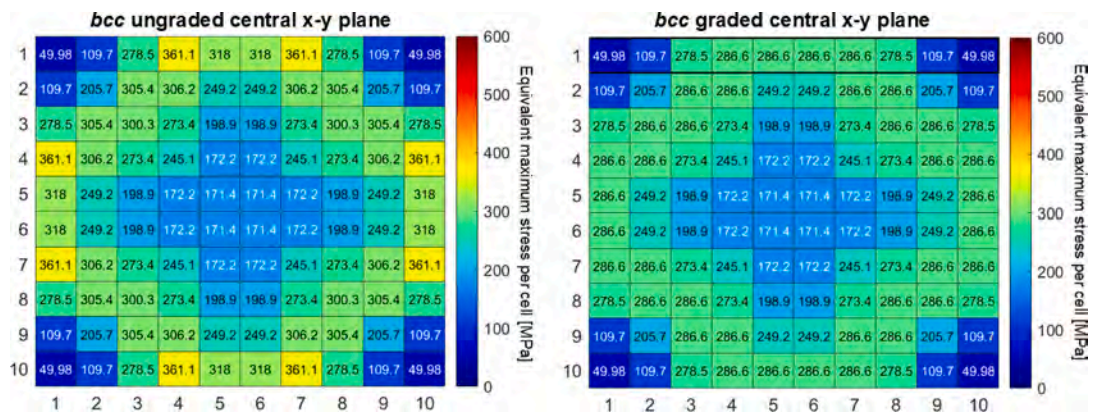 bcc ungraded central x-y plane
1 49.98 109.7 278.5 361.1 318 318 361.1 278.5 109.7 49.98
2 109.7 205.7 305.4 306.2 249.2 249.2 306.2 305.4 205.7 109.7
3 278.5 305.4 300.3 273.4 198.9 198.9 273.4 300.3 305.4 278.5
4 361.1 306.2 273.4 245.1 172.2 172.2 245.1 273.4 306.2 361.1
5 318 249.2 198.9 172.2 171.4 171.4 172.2 198.9 249.2 318
6 318 249.2 198.9 172.2 171.4 171.4 172.2 198.9 249.2 318
7 361.1 306.2 273.4 245.1 172.2 172.2 245.1 273.4 306.2 361.1
8 278.5 305.4 300.3 273.4 198.9 198.9 273.4 300.3 305.4 278.5
9 109.7 205.7 305.4 306.2 249.2 249.2 306.2 305.4 205.7 109.7
10 49.98 109.7 278.5 361.1 318 318 361.1 278.5 109.7 49.98
1 2 3 4 5 6 7 8 9 10
600
500
400
300
200
100
0
Equivalent maximum stress per cell [MPa]
bcc graded central x-y plane
1 49.98 109.7 278.5 286.6 286.6 286.6 286.6 278.5 109.7 49.98
2 109.7 205.7 286.6 286.6 249.2 249.2 286.6 286.6 205.7 109.7
3 278.5 286.6 286.6 273.4 198.9 198.9 273.4 286.6 286.6 278.5
4 286.6 286.6 273.4 245.1 172.2 172.2 245.1 273.4 286.6 286.6
5 286.6 249.2 198.9 172.2 171.4 171.4 172.2 198.9 249.2 286.6
6 286.6 249.2 198.9 172.2 171.4 171.4 172.2 198.9 249.2 286.6
7 286.6 286.6 273.4 245.1 172.2 172.2 245.1 273.4 286.6 286.6
8 278.5 286.6 286.6 273.4 198.9 198.9 273.4 286.6 286.6 278.5
9 109.7 205.7 286.6 286.6 249.2 249.2 286.6 286.6 205.7 109.7
10 49.98 109.7 278.5 286.6 286.6 286.6 286.6 278.5 109.7 49.98
1 2 3 4 5 6 7 8 9 10
600
500
400
300
200
100
0
Equivalent maximum stress per cell [MPa]